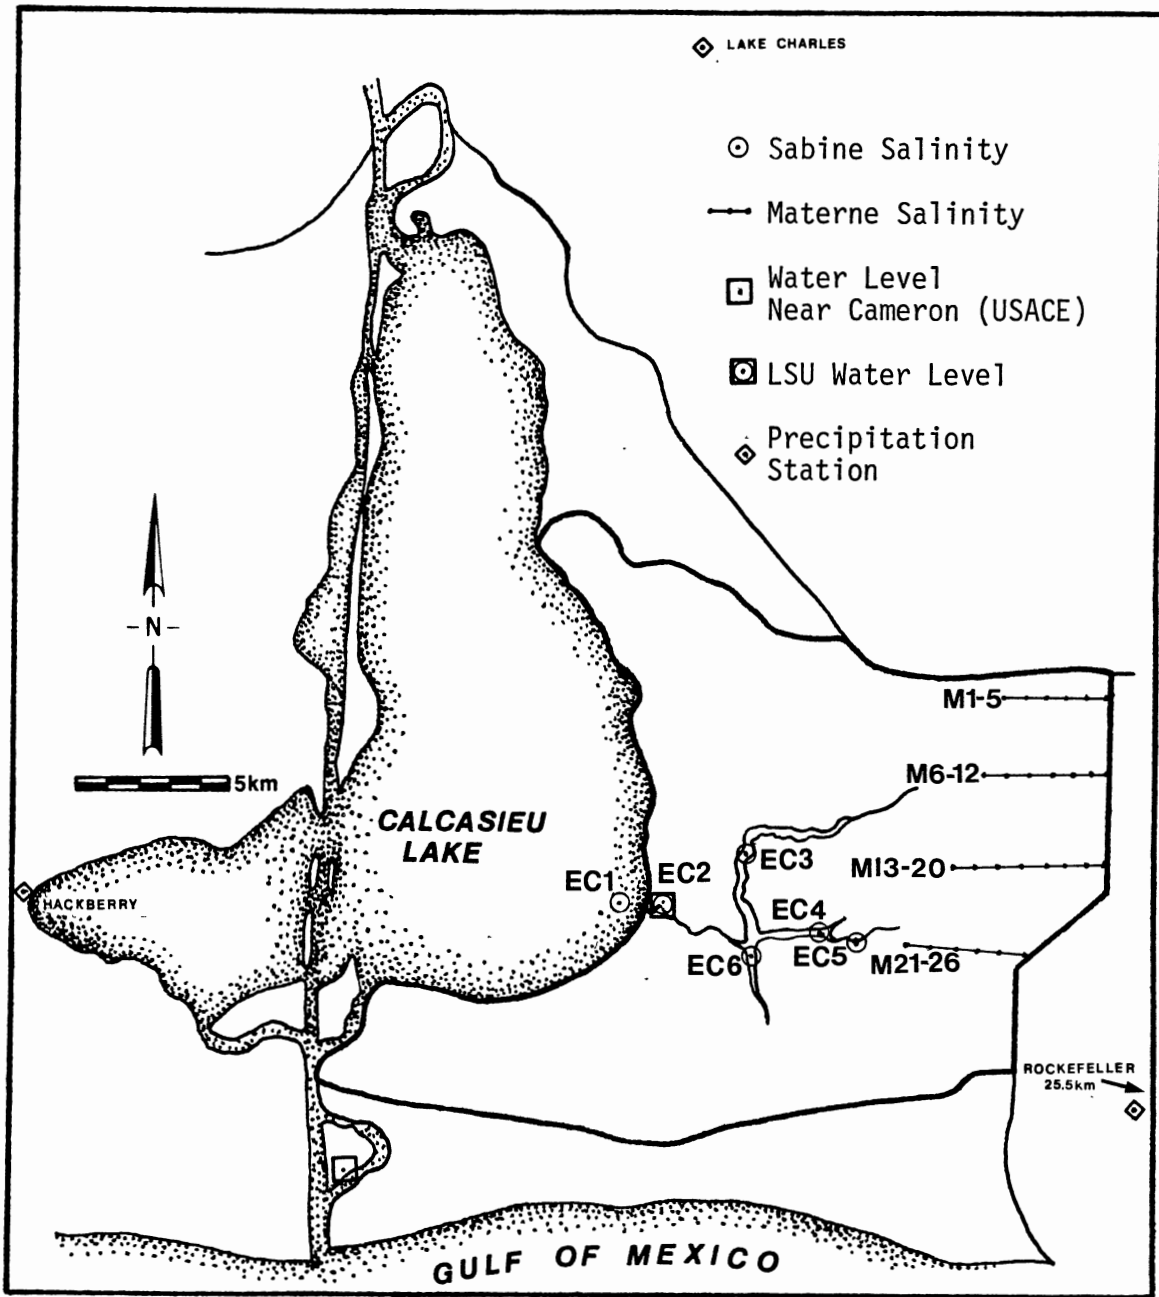 LAKE CHARLES
Sabine Salinity
Materne Salinity
Water Level
Near Cameron (USACE)
LSU Water Level
Precipitation
Station
-N-
5km
M1-5
M6-12
CALCASIEU
LAKE
EC3
M13-20
EC1
EC2
HACKBERRY
EC4
EC6
EC5
M21-26
ROCKEFELLER
25.5km
GULF OF MEXICO